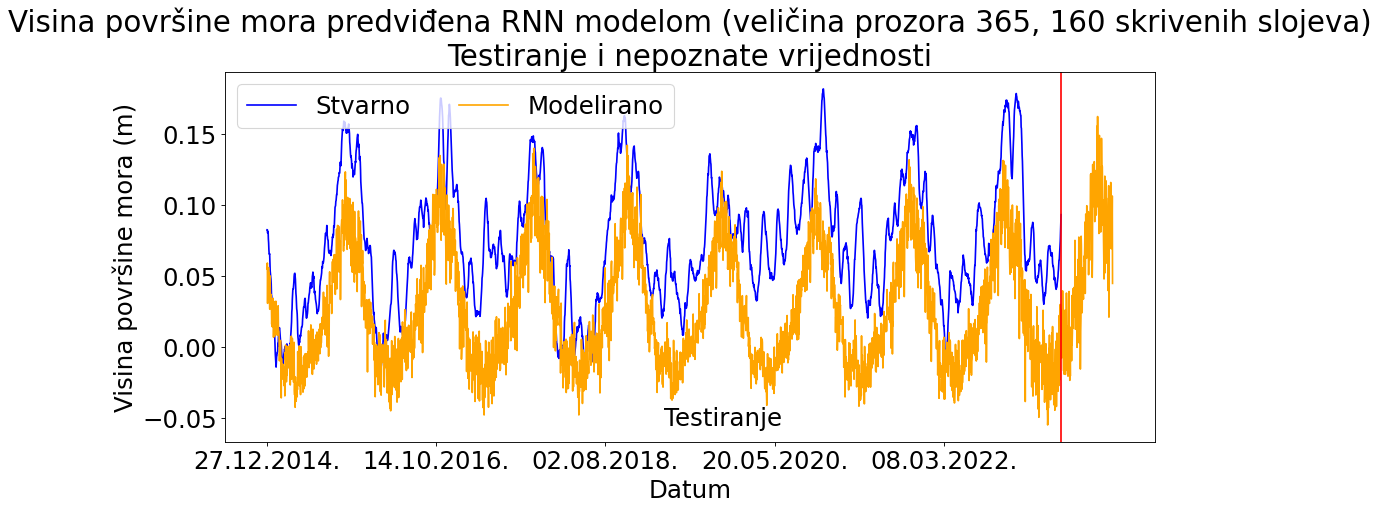 Visina površine mora predviđena RNN modelom (veličina prozora 365, 160 skrivenih slojeva)
Testiranje i nepoznate vrijednosti
Stvarno Modelirano
Visina površine mora (m)
0.15
0.10
0.05
0.00
−0.05
Testiranje
27.12.2014. 14.10.2016. 02.08.2018. 20.05.2020. 08.03.2022.
Datum